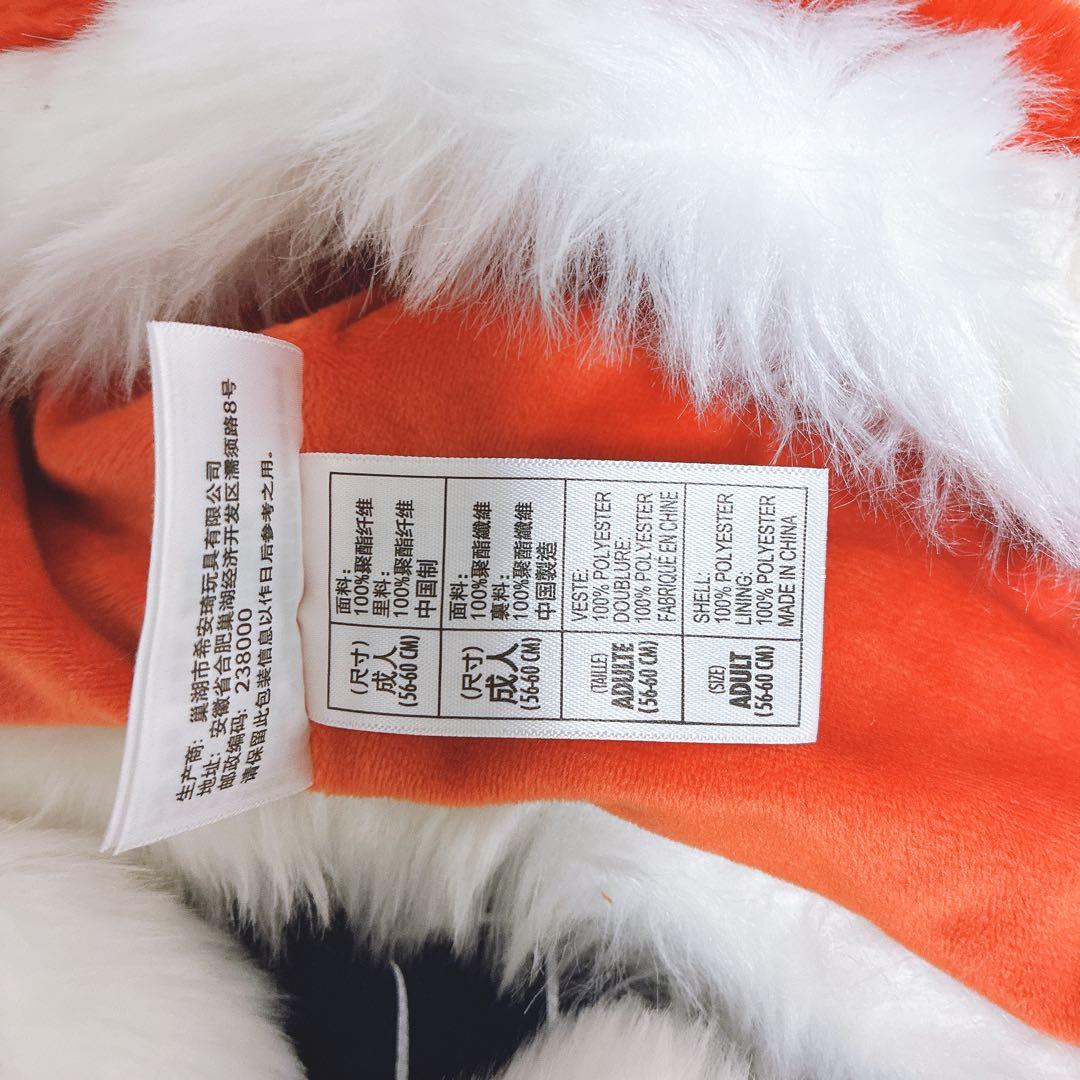 生产商: 巢湖市希安琦玩具有限公司
地址: 安徽省合肥巢湖经济开发区濡须路8号
邮政编码: 238000
请保留此包装信息以作日后参考之用。
(尺寸)
成人
(56-60 CM)
面料:
100%聚酯纤维
里料:
100%聚酯纤维
中国制
(尺寸)
成人
(56-60 CM)
面料:
100%聚酯纖維
裏料:
100%聚酯纖維
中国製造
(TAILLE)
ADULTE
(56-60 CM)
VESTE:
100% POLYESTER
DOUBLURE:
100% POLYESTER
FABRIQUE EN CHINE
(SIZE)
ADULT
(56-60 CM)
SHELL:
100% POLYESTER
LINING:
100% POLYESTER
MADE IN CHINA